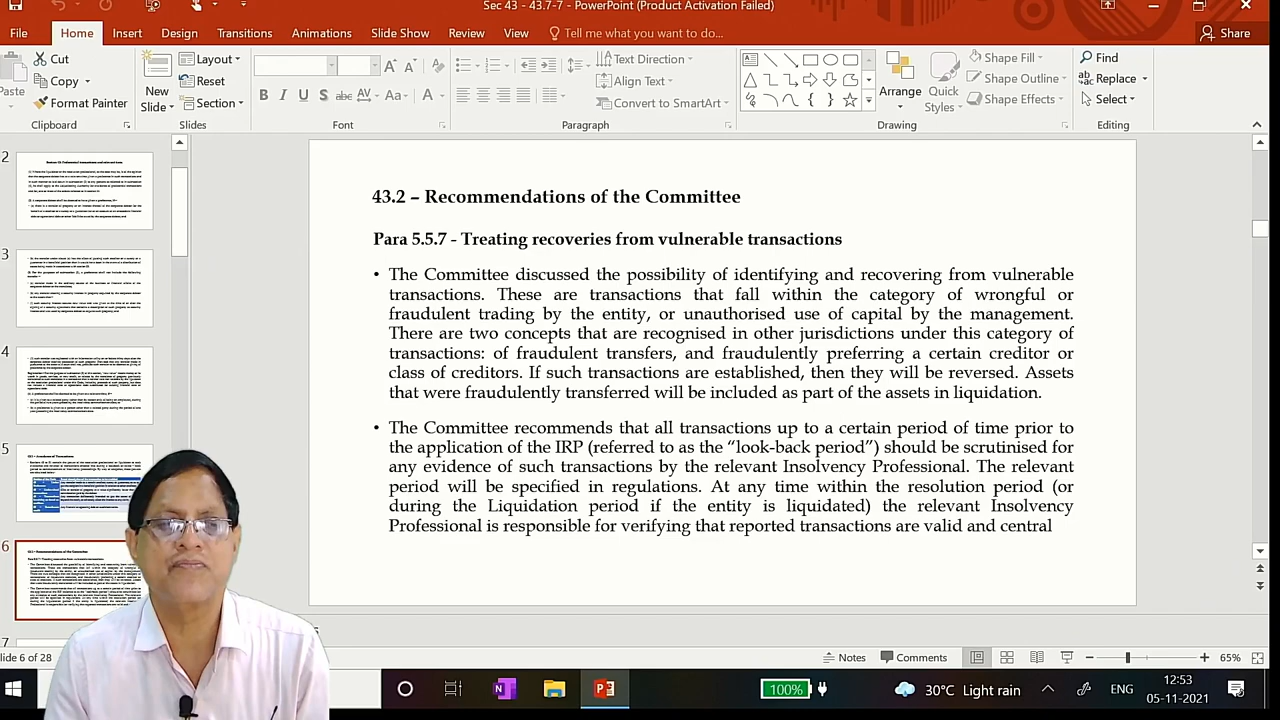 Sec 43 - 43.7-7 - PowerPoint (Product Activation Failed)
File Home Insert Design Transitions Animations Slide Show Review View Tell me what you want to do... Share
Cut
Copy
Format Painter
Paste
Clipboard
New Slide
Layout
Reset
Section
Slides
B I U S abc AV Aa A
Font
Text Direction
Align Text
Convert to SmartArt
Paragraph
Arrange
Quick Styles
Shape Fill
Shape Outline
Shape Effects
Drawing
Find
Replace
Select
Editing
2
3
4
5
6
7
43.2 – Recommendations of the Committee
Para 5.5.7 - Treating recoveries from vulnerable transactions
• The Committee discussed the possibility of identifying and recovering from vulnerable
transactions. These are transactions that fall within the category of wrongful or
fraudulent trading by the entity, or unauthorised use of capital by the management.
There are two concepts that are recognised in other jurisdictions under this category of
transactions: of fraudulent transfers, and fraudulently preferring a certain creditor or
class of creditors. If such transactions are established, then they will be reversed. Assets
that were fraudulently transferred will be included as part of the assets in liquidation.
• The Committee recommends that all transactions up to a certain period of time prior to
the application of the IRP (referred to as the “look-back period”) should be scrutinised for
any evidence of such transactions by the relevant Insolvency Professional. The relevant
period will be specified in regulations. At any time within the resolution period (or
during the Liquidation period if the entity is liquidated) the relevant Insolvency
Professional is responsible for verifying that reported transactions are valid and central
lide 6 of 28
Notes Comments 65%
100% 30°C Light rain ENG 12:53
05-11-2021